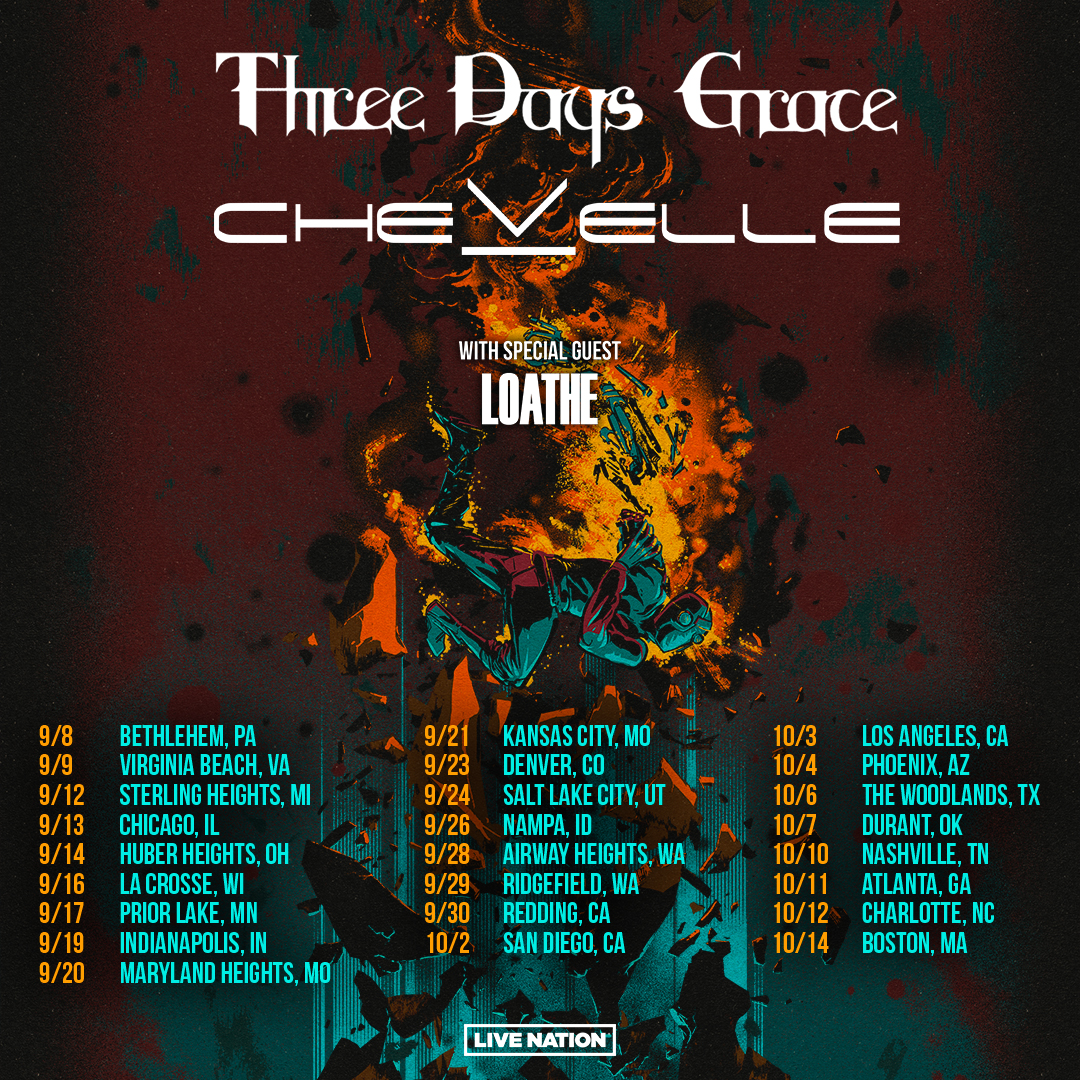 Three Days Grace
CHEVELLE
WITH SPECIAL GUEST
LOATHE
9/8 BETHLEHEM, PA
9/9 VIRGINIA BEACH, VA
9/12 STERLING HEIGHTS, MI
9/13 CHICAGO, IL
9/14 HUBER HEIGHTS, OH
9/16 LA CROSSE, WI
9/17 PRIOR LAKE, MN
9/19 INDIANAPOLIS, IN
9/20 MARYLAND HEIGHTS, MO
9/21 KANSAS CITY, MO
9/23 DENVER, CO
9/24 SALT LAKE CITY, UT
9/26 NAMPA, ID
9/28 AIRWAY HEIGHTS, WA
9/29 RIDGEFIELD, WA
9/30 REDDING, CA
10/2 SAN DIEGO, CA
10/3 LOS ANGELES, CA
10/4 PHOENIX, AZ
10/6 THE WOODLANDS, TX
10/7 DURANT, OK
10/10 NASHVILLE, TN
10/11 ATLANTA, GA
10/12 CHARLOTTE, NC
10/14 BOSTON, MA
LIVE NATION